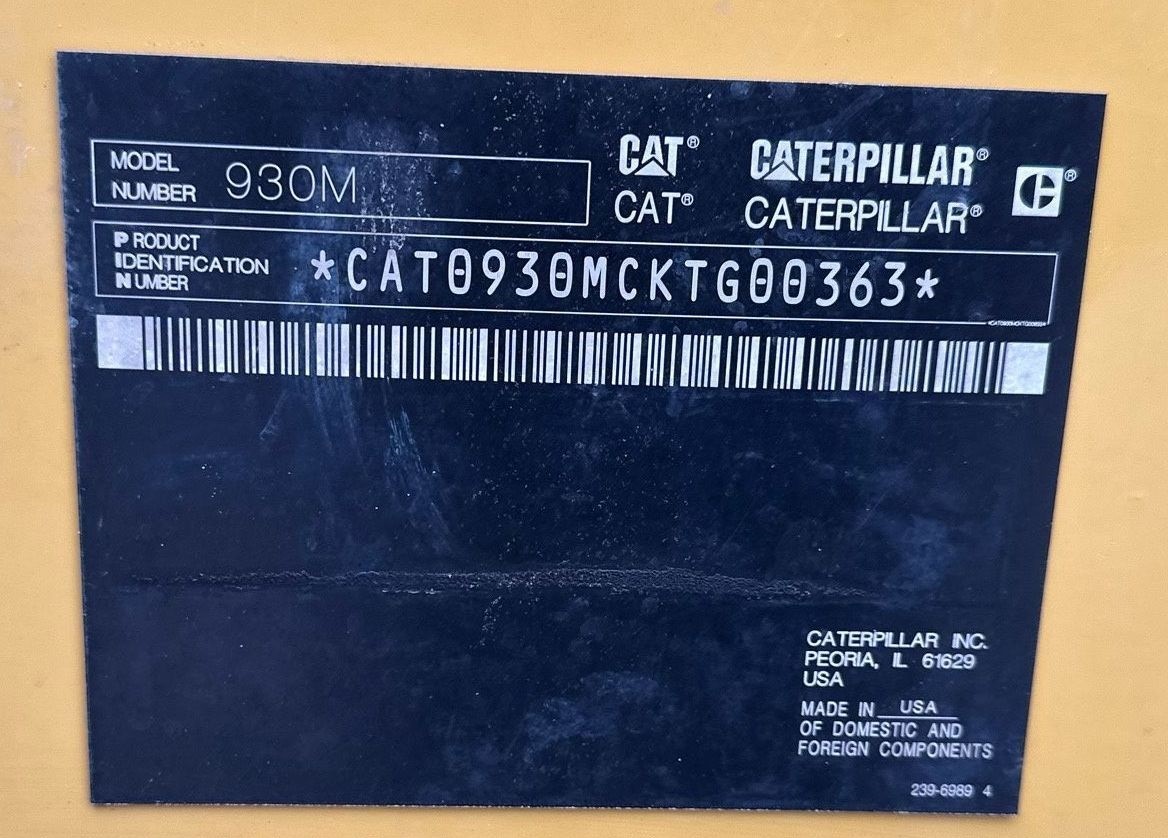 MODEL
NUMBER 930M
CAT® CATERPILLAR®
CAT® CATERPILLAR®
PRODUCT
IDENTIFICATION
NUMBER
*CAT0930MCKTG00363*
CATERPILLAR INC.
PEORIA, IL 61629
USA
MADE IN USA
OF DOMESTIC AND
FOREIGN COMPONENTS
239-6989 4